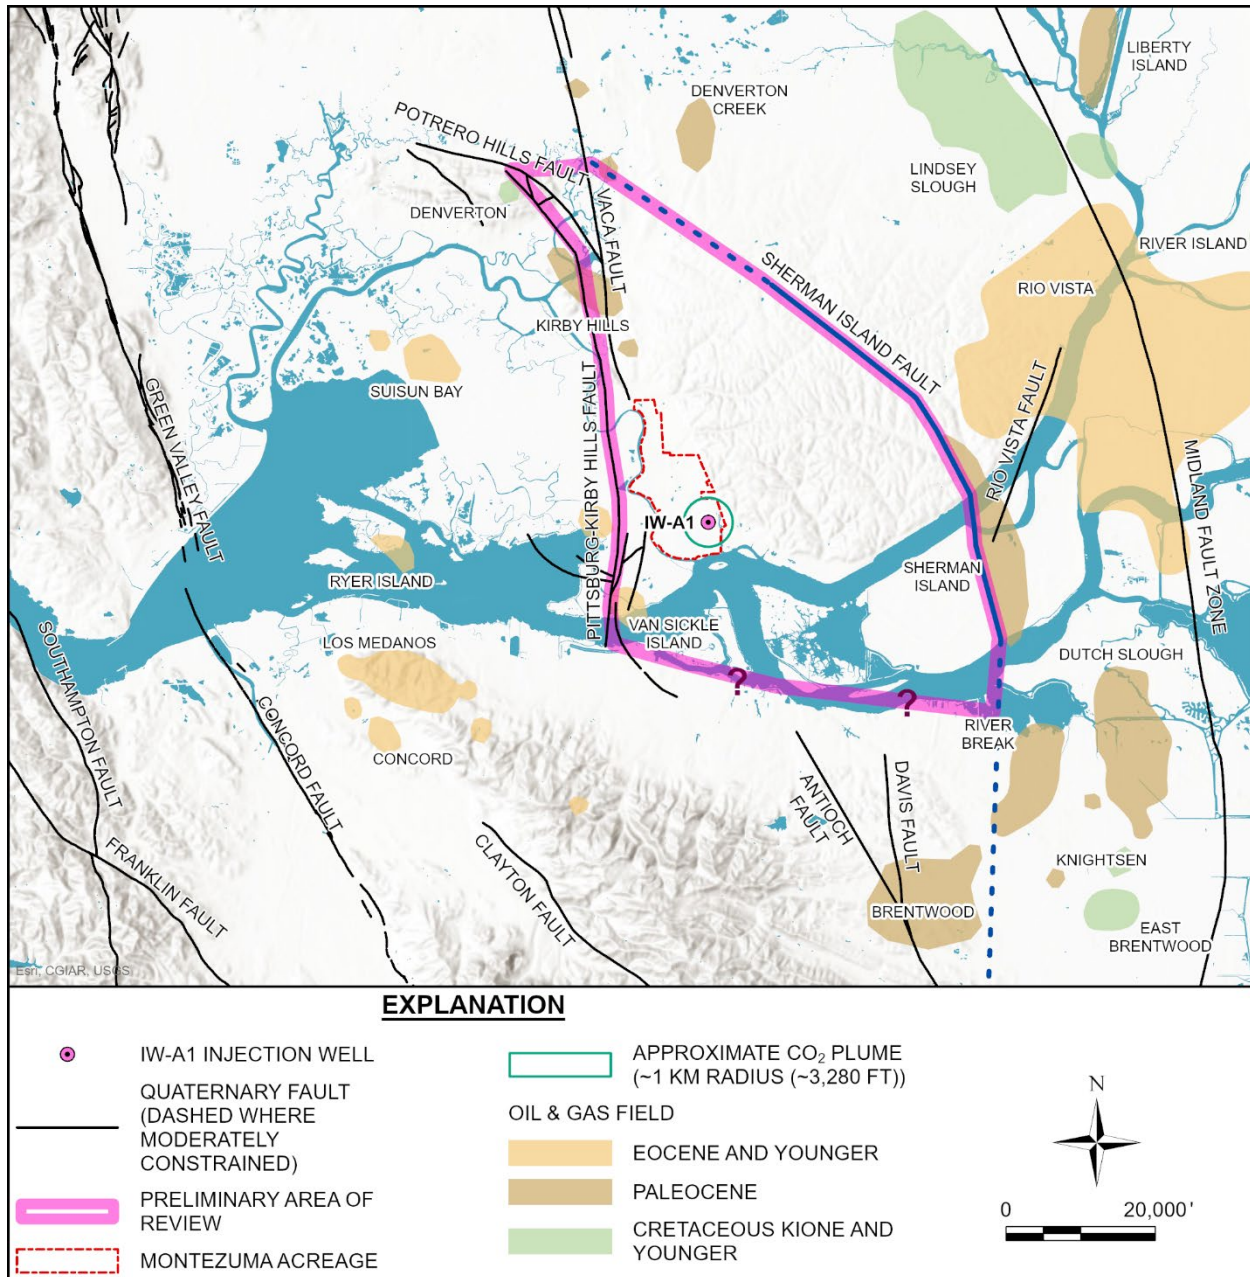 LIBERTY
ISLAND
DENVERTON
CREEK
POTRERO HILLS FAULT
LINDSEY
SLOUGH
DENVERTON
VACA FAULT
RIVER ISLAND
SHERMAN ISLAND FAULT
RIO VISTA
KIRBY HILLS
SUISUN BAY
GREEN VALLEY FAULT
PITTSBURG-KIRBY HILLS FAULT
RIO VISTA FAULT
MIDLAND FAULT ZONE
IW-A1
RYER ISLAND
SHERMAN
ISLAND
SOUTHAMPTON FAULT
LOS MEDANOS
VAN SICKLE
ISLAND
DUTCH SLOUGH
?
?
CONCORD FAULT
RIVER
BREAK
CONCORD
ANTIOCH
FAULT
DAVIS FAULT
FRANKLIN FAULT
CLAYTON FAULT
KNIGHTSEN
BRENTWOOD
EAST
BRENTWOOD
Esri, CGIAR, USGS
EXPLANATION
IW-A1 INJECTION WELL
QUATERNARY FAULT
(DASHED WHERE
MODERATELY
CONSTRAINED)
PRELIMINARY AREA OF
REVIEW
MONTEZUMA ACREAGE
APPROXIMATE CO₂ PLUME
(~1 KM RADIUS (~3,280 FT))
OIL & GAS FIELD
EOCENE AND YOUNGER
PALEOCENE
CRETACEOUS KIONE AND
YOUNGER
N
0 20,000'